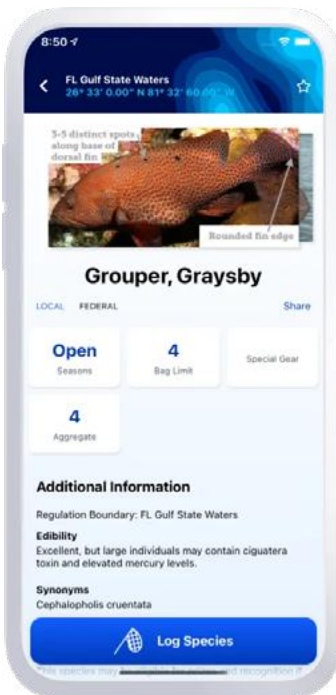 8:50
FL Gulf State Waters
26° 33' 0.00" N 81° 32' 60.00" W
3-5 distinct spots
along base of
dorsal fin
Rounded fin edge
Grouper, Graysby
LOCAL FEDERAL Share
Open 4 Special Gear
Seasons Bag Limit
4
Aggregate
Additional Information
Regulation Boundary: FL Gulf State Waters
Edibility
Excellent, but large individuals may contain ciguatera
toxin and elevated mercury levels.
Synonyms
Cephalopholis cruentata
Log Species